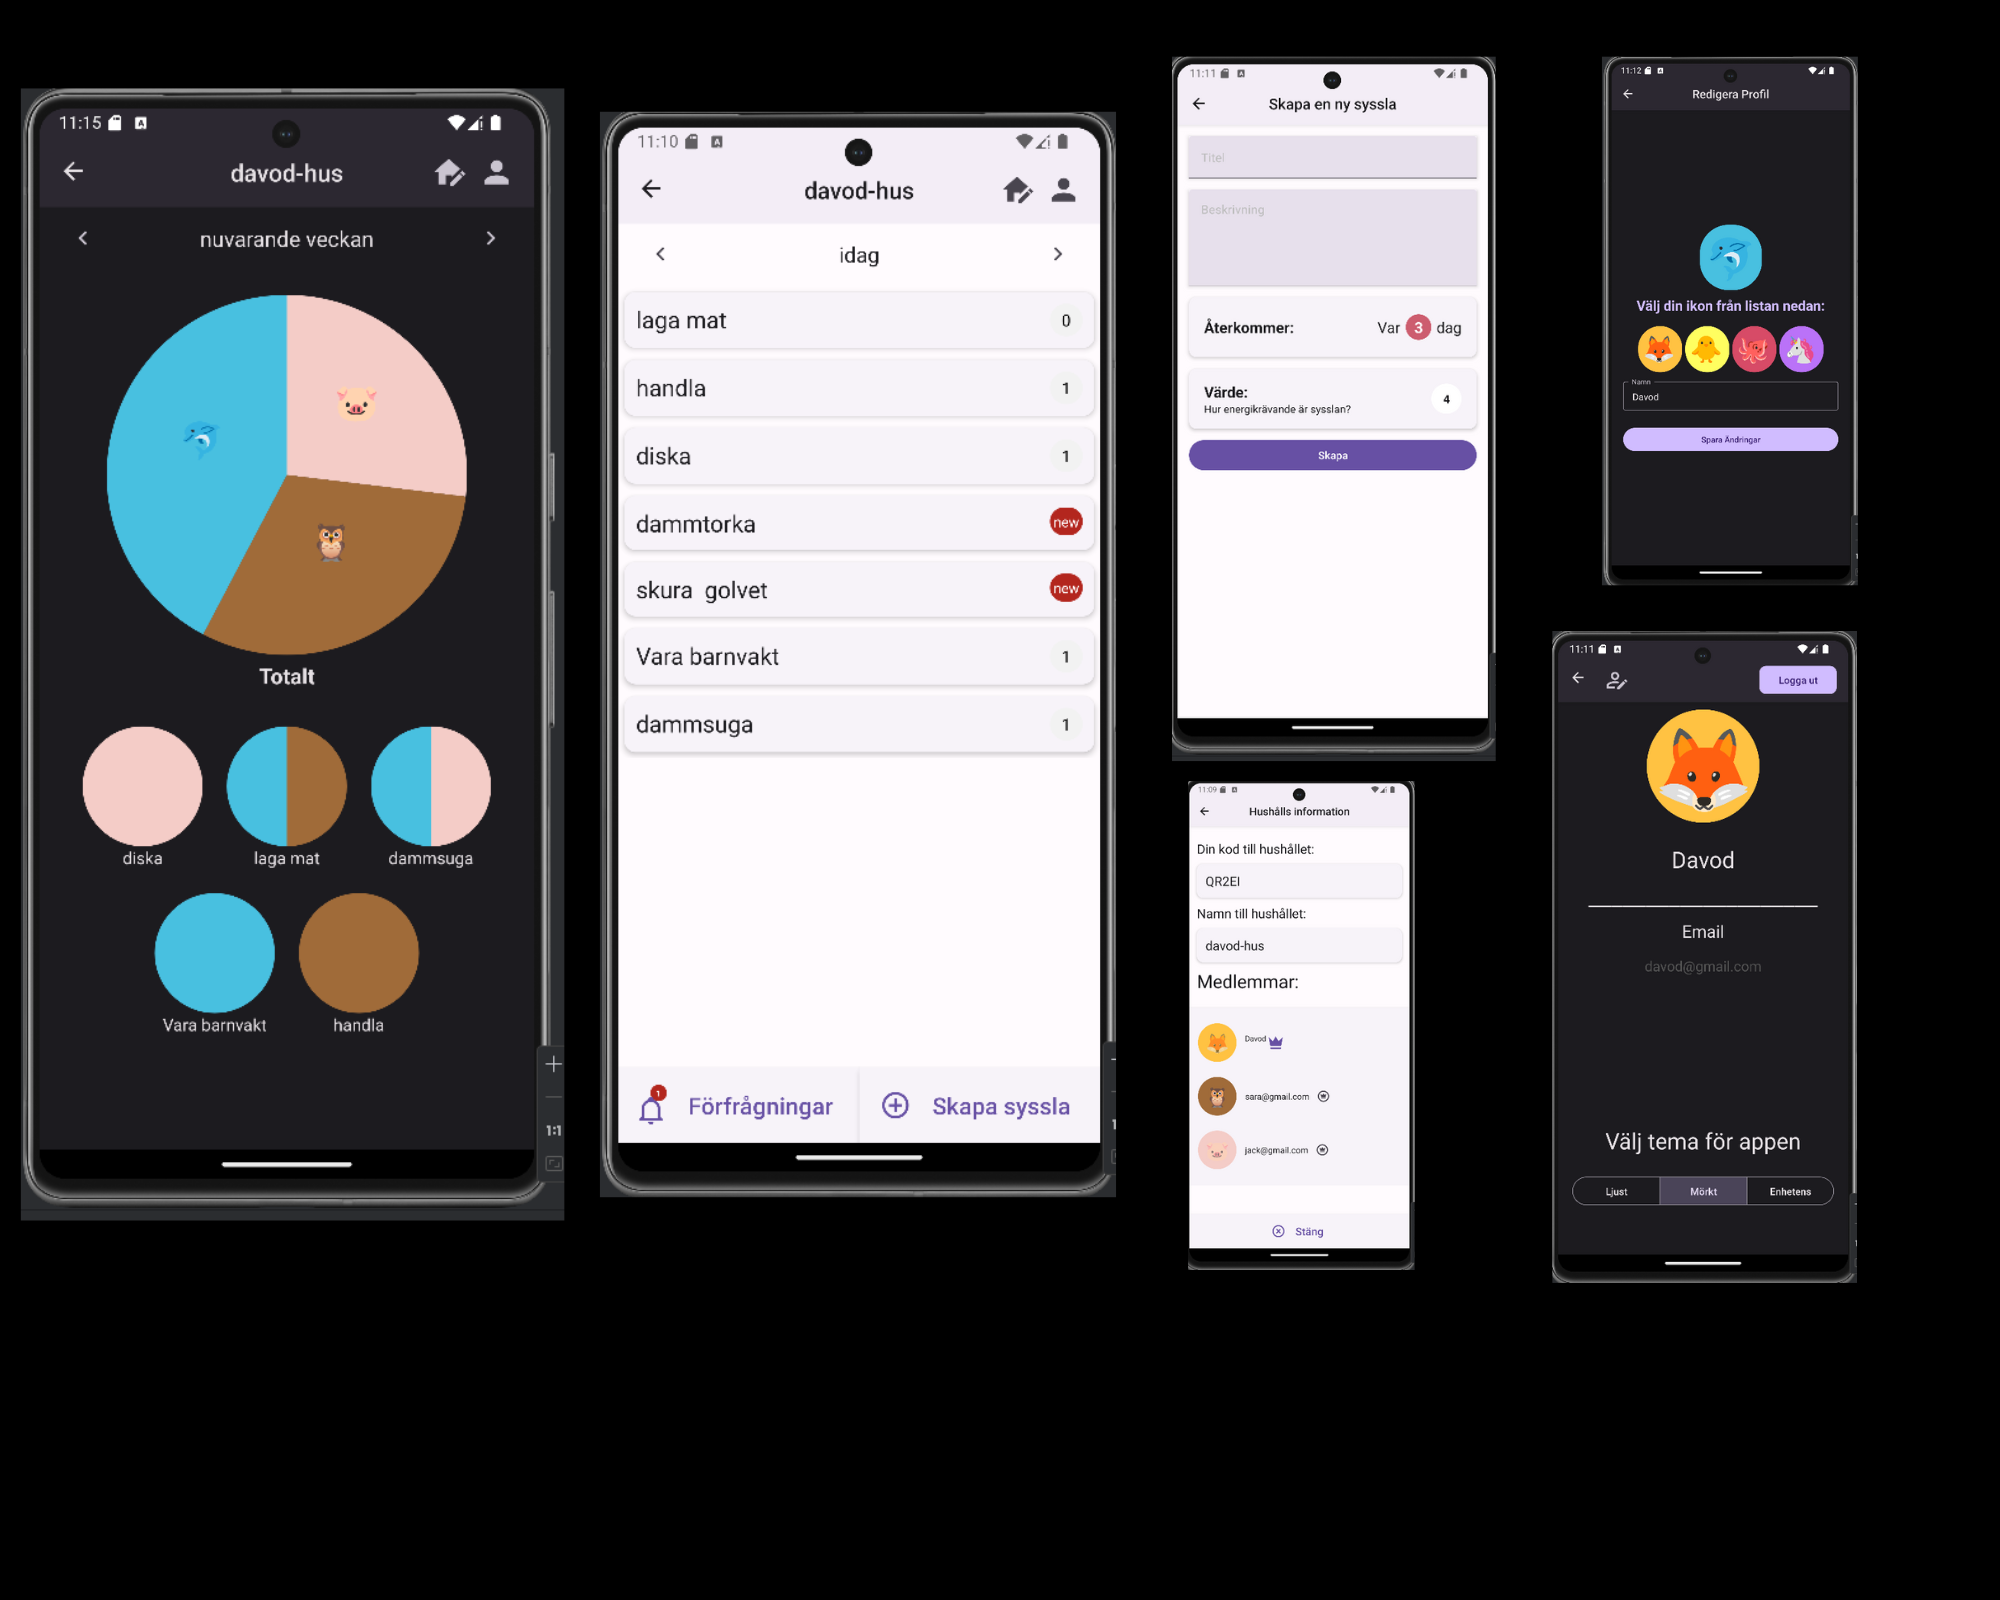 11:15
davod-hus
nuvarande veckan
Totalt
diska
laga mat
dammsuga
Vara barnvakt
handla
1:1
11:10
davod-hus
idag
laga mat 0
handla 1
diska 1
dammtorka new
skura golvet new
Vara barnvakt 1
dammsuga 1
1
Förfrågningar
Skapa syssla
11:11
Skapa en ny syssla
Titel
Beskrivning
Återkommer: Var 3 dag
Värde:
Hur energikrävande är sysslan?
4
Skapa
11:09
Hushålls information
Din kod till hushållet:
QR2EI
Namn till hushållet:
davod-hus
Medlemmar:
Davod
sara@gmail.com
jack@gmail.com
Stäng
11:12
Redigera Profil
Välj din ikon från listan nedan:
Namn
Davod
Spara Ändringar
11:11
Logga ut
Davod
Email
davod@gmail.com
Välj tema för appen
Ljust Mörkt Enhetens